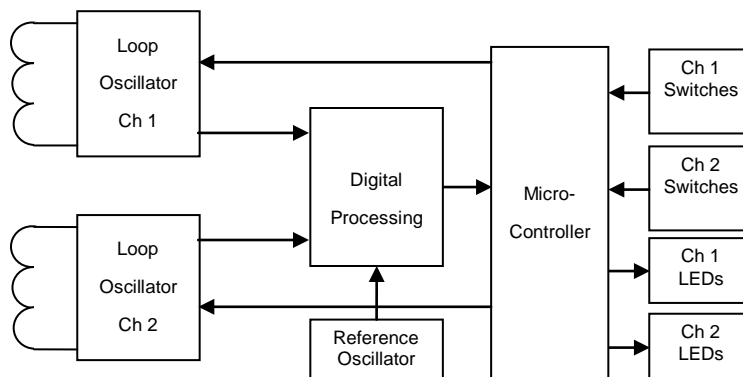 Loop
Oscillator
Ch 1
Digital
Processing
Loop
Oscillator
Ch 2
Reference
Oscillator
Micro-
Controller
Ch 1
Switches
Ch 2
Switches
Ch 1
LEDs
Ch 2
LEDs